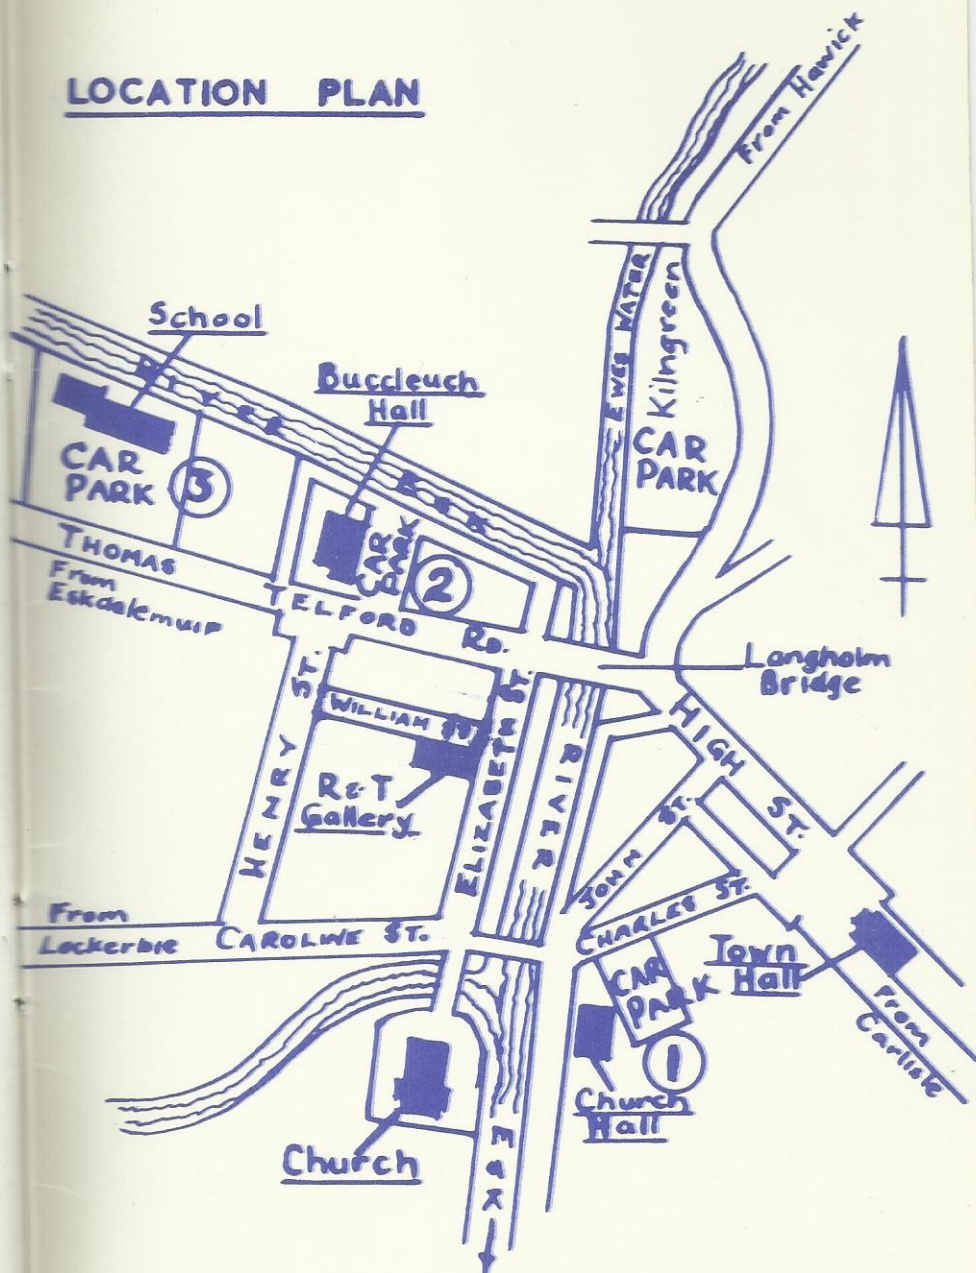 LOCATION PLAN
From Hawick
EWES WATER
Kilngreen
CAR
PARK
School
River Esk
Buccleuch
Hall
CAR
PARK
3
CAR
PARK
2
THOMAS
TELFORD RD.
From
Eskdalemuir
Langholm
Bridge
HENRY ST.
WILLIAM ST.
ELIZABETH ST.
R&T
Gallery
RIVER
HIGH ST.
JOHN ST.
CHARLES ST.
From
Lockerbie
CAROLINE ST.
CAR
PARK
1
Town
Hall
From
Carlisle
Church
Hall
Church
Esk